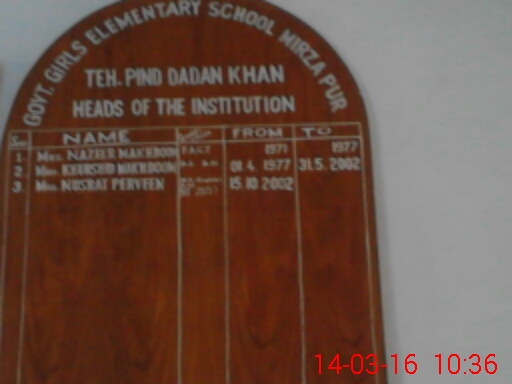 GOVT. GIRLS ELEMENTARY SCHOOL MIRZA PUR
TEH. PIND DADAN KHAN
HEADS OF THE INSTITUTION
NAME FROM TO
1. Mrs. NAZEER MAKHDOOM P.A.C.T 1971 1977
2. Mrs. KHURSHID MAKHDOOM 01.4. 1977 31.5. 2002
3. NUSRAT PERVEEN 15.10.2002
14-03-16 10:36